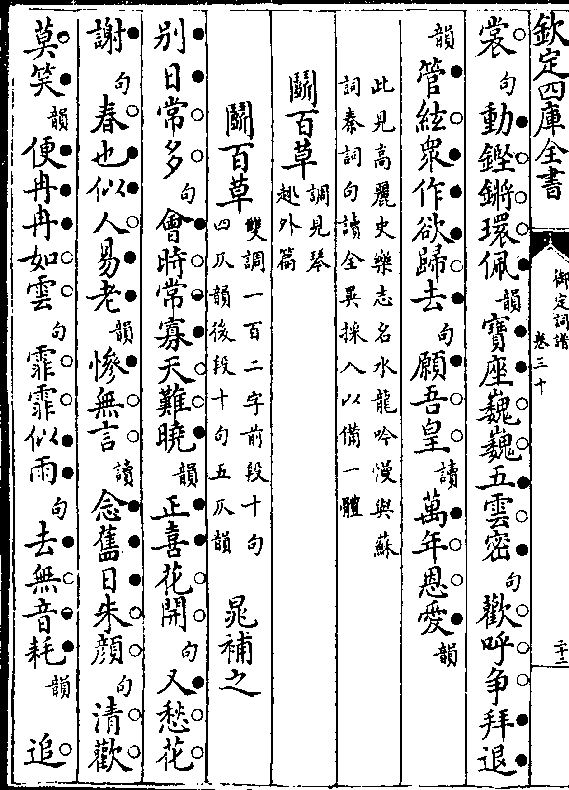 欽定四庫全書
御定詞譜
卷三十
二十三
裳句動鏗鏘環佩韻寶座巍巍五雲密句歡呼争拜退
韻管絃衆作欲歸去句願吾皇讀萬年恩愛韻
此見高麗史樂志名水龍吟慢與蘇
詞秦詞句讀全異採入以備一體
鬭百草調見琴
趣外篇
鬭百草雙調一百二字前段十句
四仄韻後段十句五仄韻
晁補之
别日常多句會時常寡天難曉韻正喜花開句又愁花
謝句春也似人易老韻慘無言讀念舊日朱顔句清歡
莫笑韻便冉冉如雲句霏霏似雨句去無音耗韻追